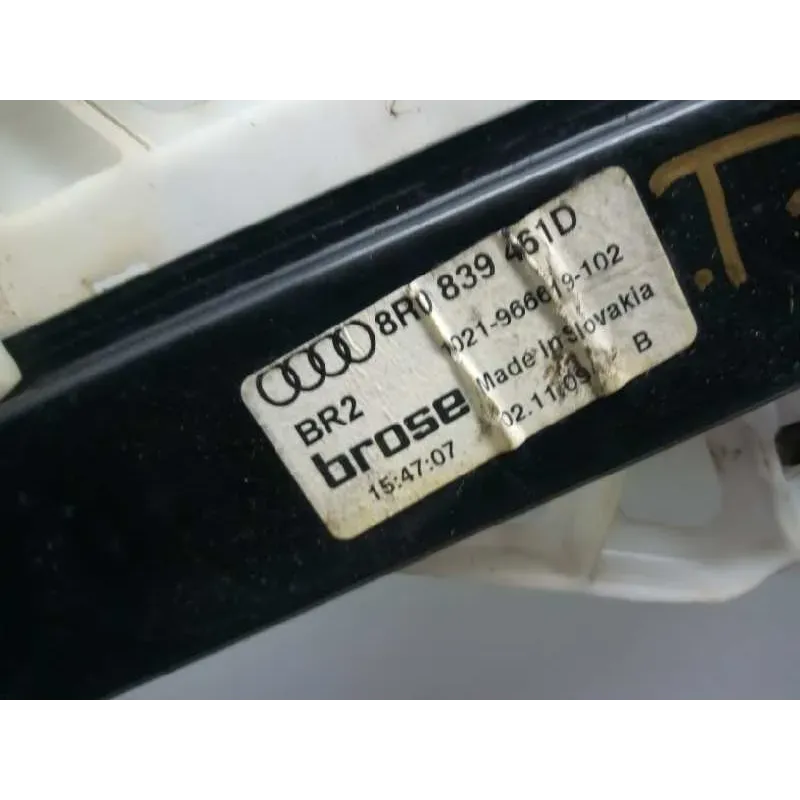 8R0 839 461D
1021-966619-102
BR2
Made in Slovakia
brose
02.11.09
B
15:47:07
.T.